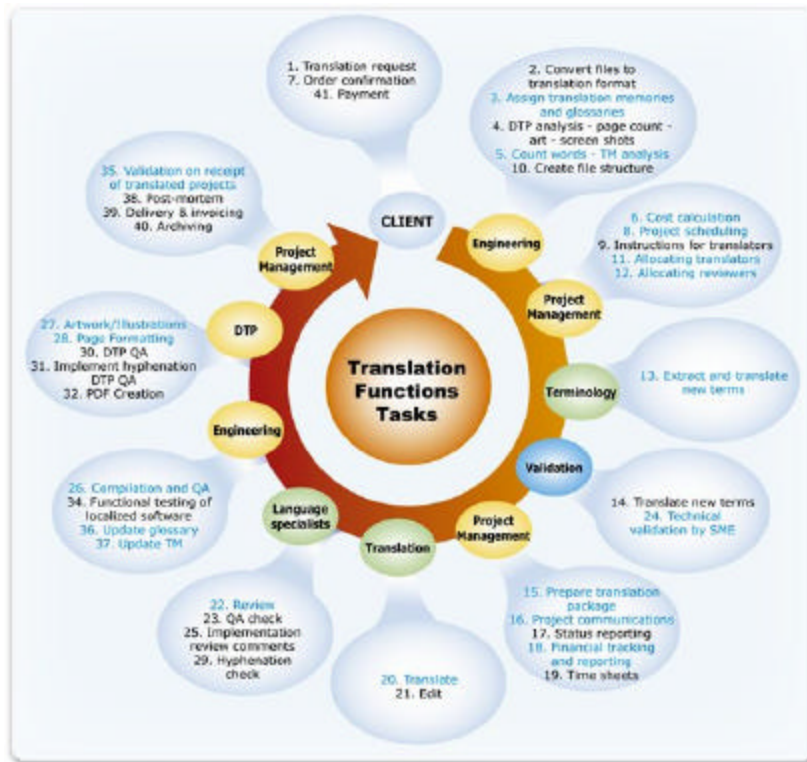 1. Translation request
7. Order confirmation
41. Payment
2. Convert files to
translation format
3. Assign translation memories
and glossaries
4. DTP analysis - page count -
art - screen shots
5. Count words - TM analysis
10. Create file structure
35. Validation on receipt
of translated projects
38. Post-mortem
39. Delivery & invoicing
40. Archiving
CLIENT
Engineering
6. Cost calculation
8. Project scheduling
9. Instructions for translators
11. Allocating translators
12. Allocating reviewers
Project
Management
Project
Management
27. Artwork/Illustrations
28. Page Formatting
30. DTP QA
31. Implement hyphenation
DTP QA
32. PDF Creation
DTP
Translation
Functions
Tasks
Terminology
13. Extract and translate
new terms
Engineering
Validation
26. Compilation and QA
34. Functional testing of
localized software
36. Update glossary
37. Update TM
14. Translate new terms
24. Technical
validation by SME
Language
specialists
Translation
Project
Management
22. Review
23. QA check
25. Implementation
review comments
29. Hyphenation
check
20. Translate
21. Edit
15. Prepare translation
package
16. Project communications
17. Status reporting
18. Financial tracking
and reporting
19. Time sheets